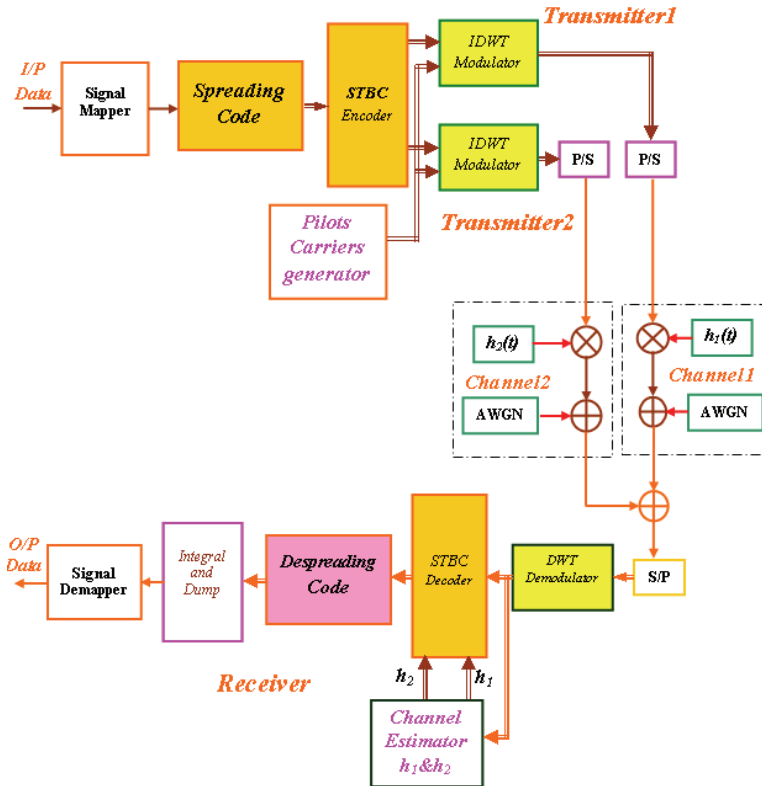 Transmitter1
I/P
Data
Signal
Mapper
Spreading
Code
STBC
Encoder
IDWT
Modulator
IDWT
Modulator
P/S
P/S
Pilots
Carriers
generator
Transmitter2
h2(t)
Channel2
AWGN
h1(t)
Channel1
AWGN
O/P
Data
Signal
Demapper
Integral
and
Dump
Despreading
Code
STBC
Decoder
DWT
Demodulator
S/P
Receiver
h2
h1
Channel
Estimator
h1&h2